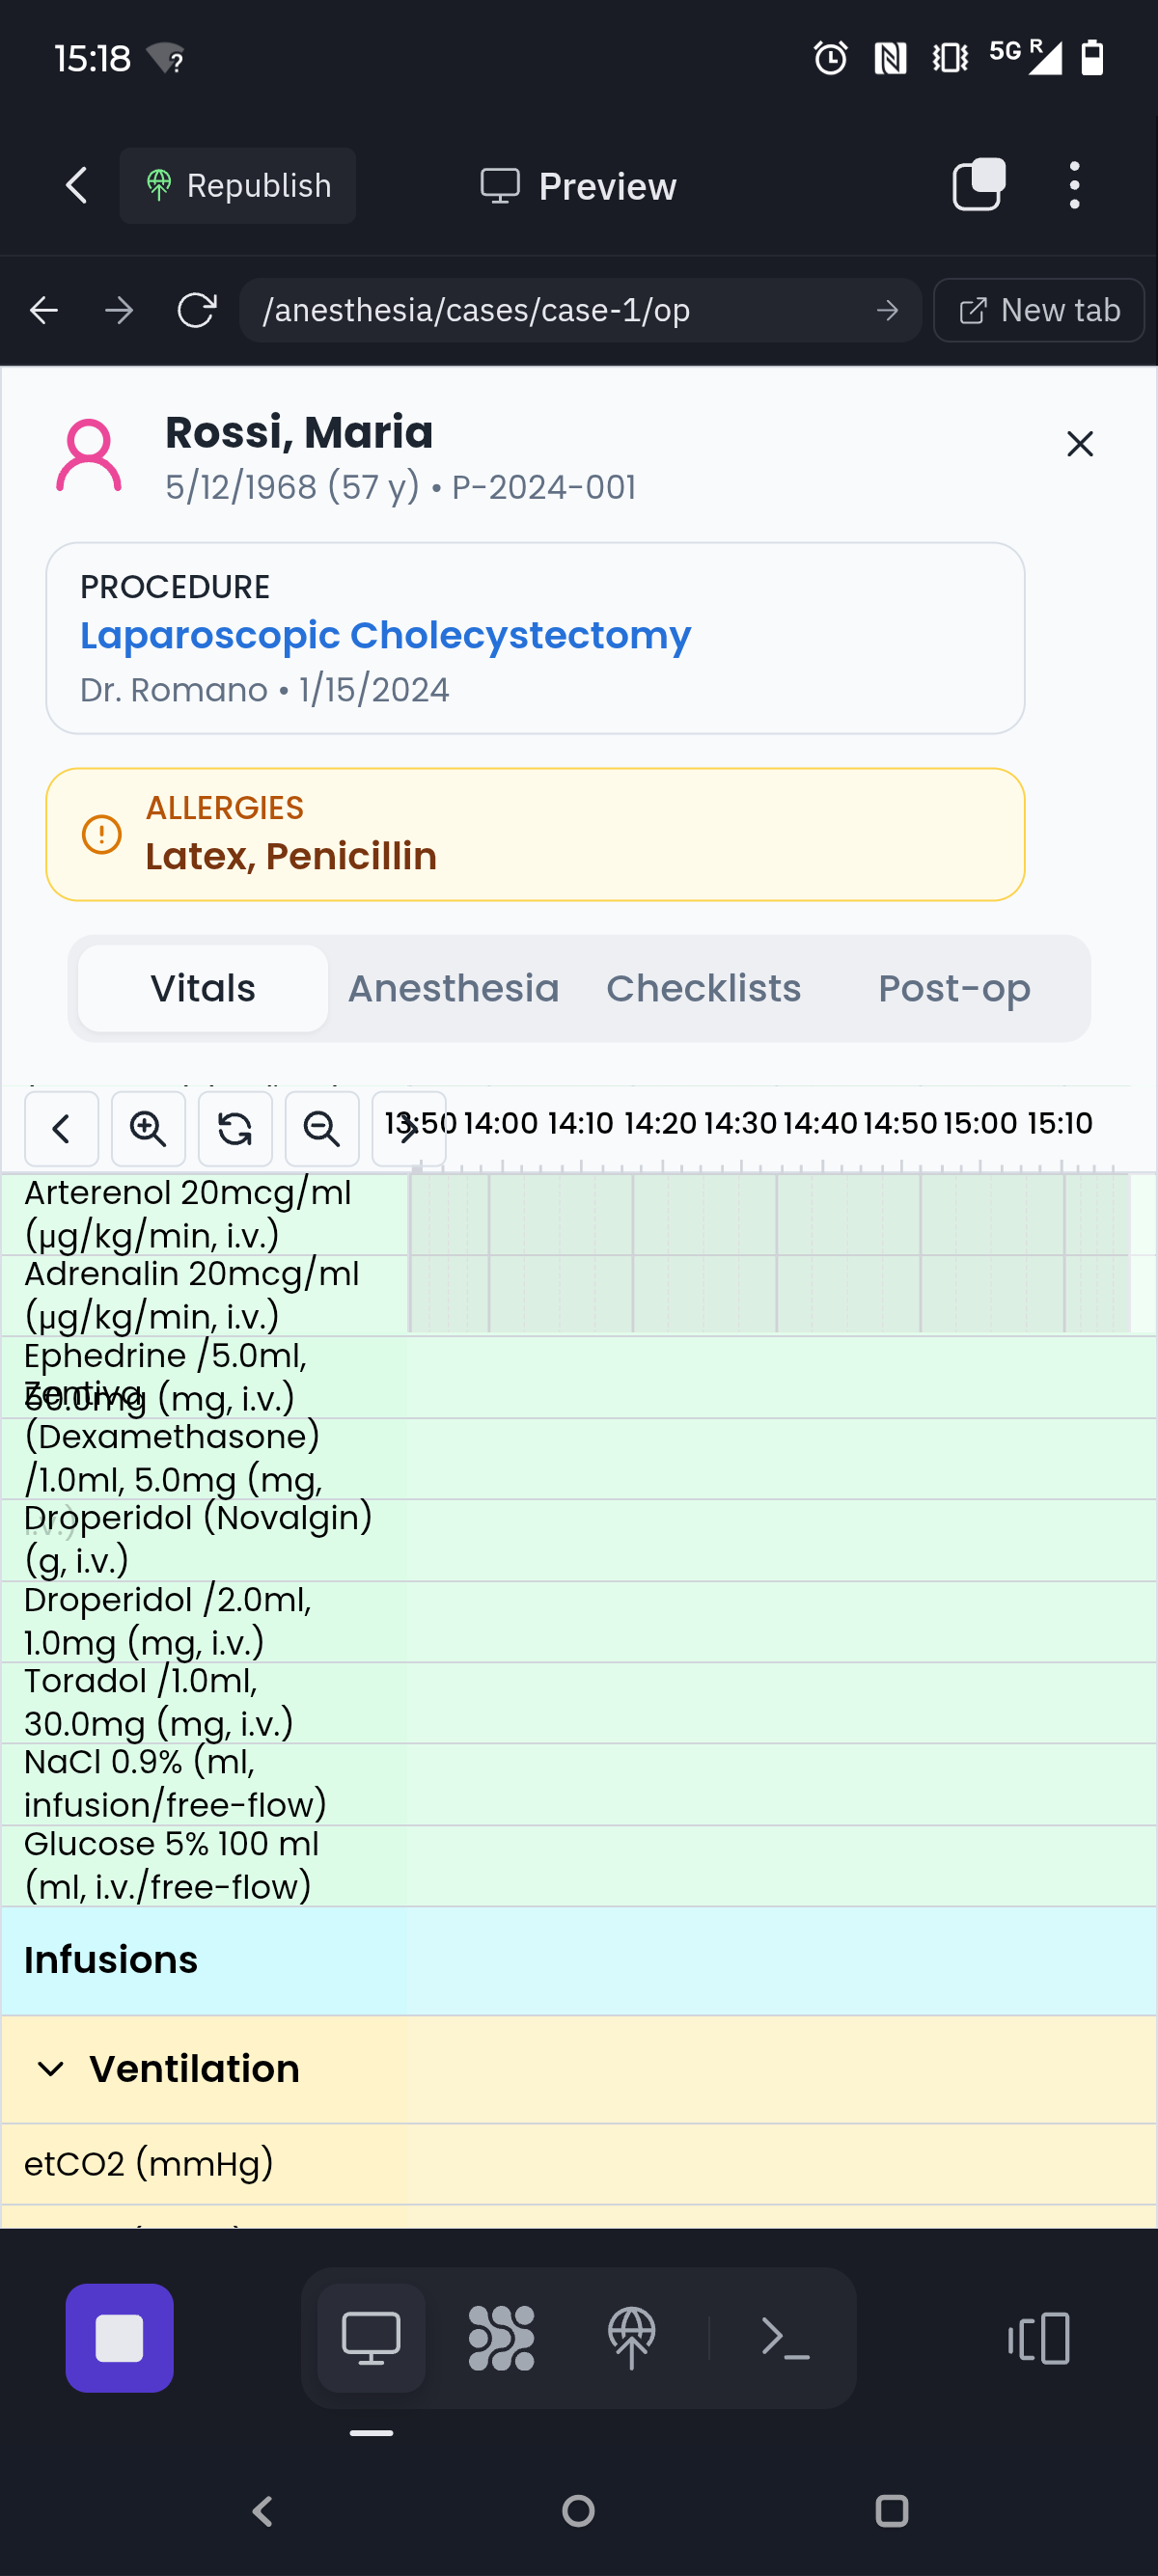 15:18
5G R
Republish
Preview
/anesthesia/cases/case-1/op
New tab
Rossi, Maria
5/12/1968 (57 y) • P-2024-001
PROCEDURE
Laparoscopic Cholecystectomy
Dr. Romano • 1/15/2024
ALLERGIES
Latex, Penicillin
Vitals
Anesthesia
Checklists
Post-op
13:50 14:00 14:10 14:20 14:30 14:40 14:50 15:00 15:10
Arterenol 20mcg/ml
(μg/kg/min, i.v.)
Adrenalin 20mcg/ml
(μg/kg/min, i.v.)
Ephedrine /5.0ml,
50.0mg (mg, i.v.)
Zentiva
(Dexamethasone)
/1.0ml, 5.0mg (mg,
i.v.)
Droperidol (Novalgin)
(g, i.v.)
Droperidol /2.0ml,
1.0mg (mg, i.v.)
Toradol /1.0ml,
30.0mg (mg, i.v.)
NaCl 0.9% (ml,
infusion/free-flow)
Glucose 5% 100 ml
(ml, i.v./free-flow)
Infusions
Ventilation
etCO2 (mmHg)